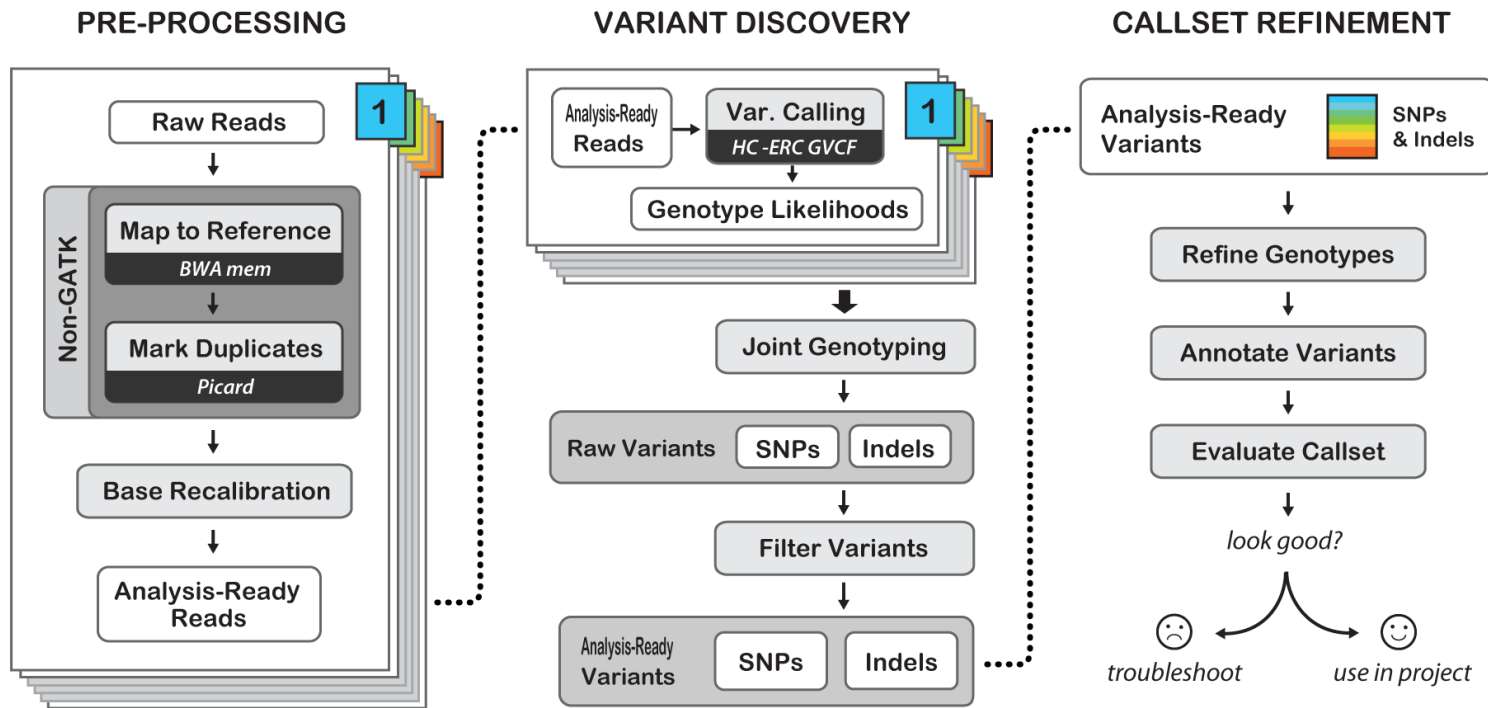 PRE-PROCESSING
1
Raw Reads
Non-GATK
Map to Reference
BWA mem
Mark Duplicates
Picard
Base Recalibration
Analysis-Ready
Reads
VARIANT DISCOVERY
1
Analysis-Ready
Reads
Var. Calling
HC -ERC GVCF
Genotype Likelihoods
Joint Genotyping
Raw Variants
SNPs
Indels
Filter Variants
Analysis-Ready
Variants
SNPs
Indels
CALLSET REFINEMENT
Analysis-Ready
Variants
SNPs
& Indels
Refine Genotypes
Annotate Variants
Evaluate Callset
look good?
troubleshoot
use in project